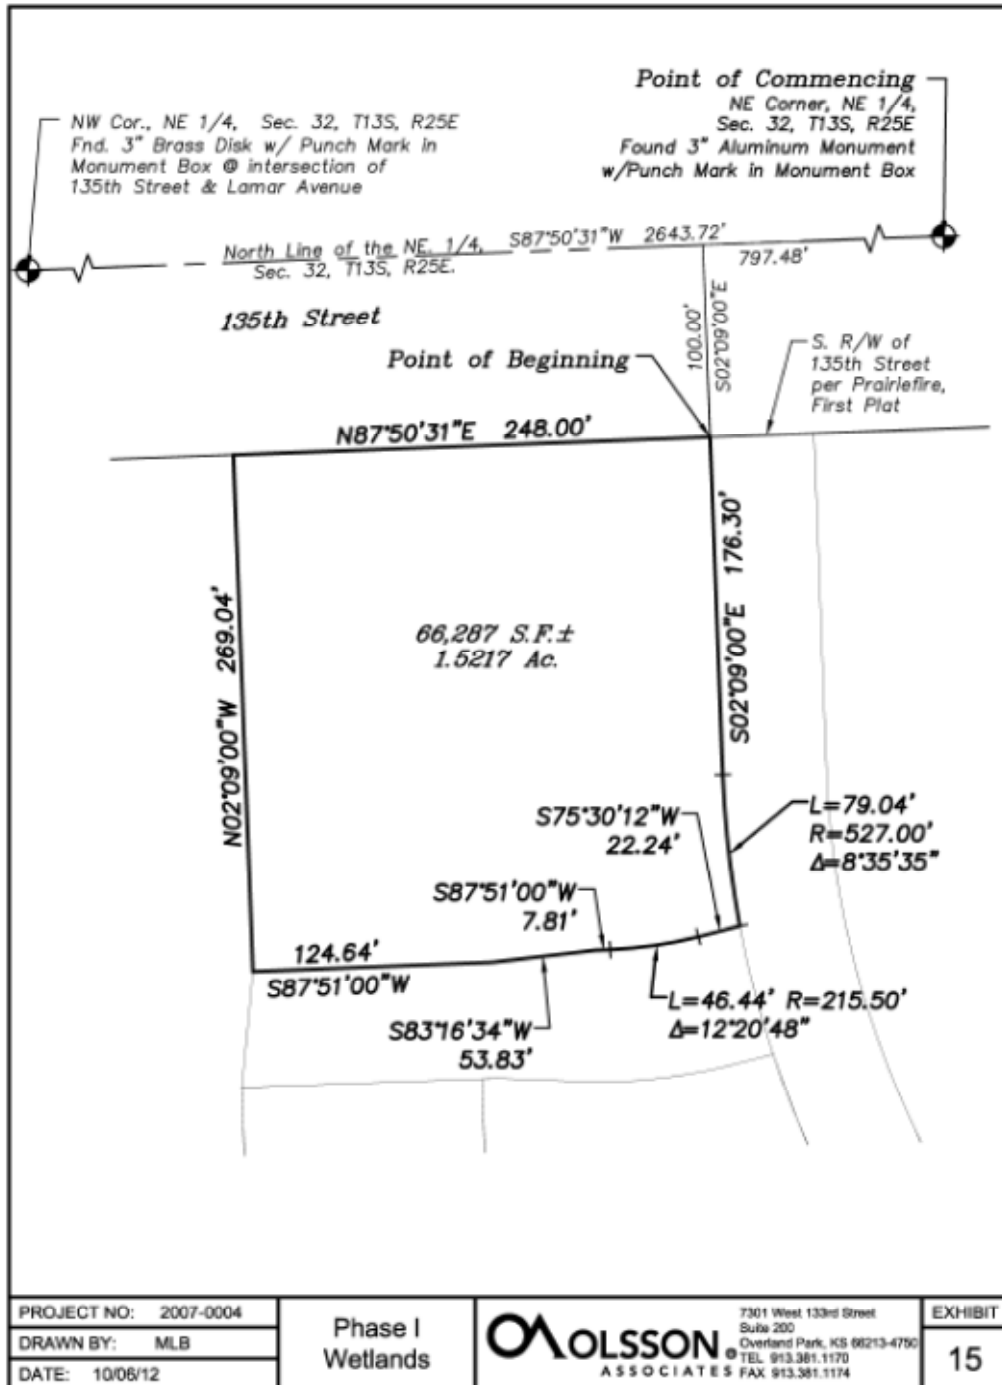 Point of Commencing
NE Corner, NE 1/4,
Sec. 32, T13S, R25E
Found 3" Aluminum Monument
w/Punch Mark in Monument Box
NW Cor., NE 1/4, Sec. 32, T13S, R25E
Fnd. 3" Brass Disk w/ Punch Mark in
Monument Box @ intersection of
135th Street & Lamar Avenue
North Line of the NE. 1/4,
Sec. 32, T13S, R25E.
S87°50'31"W 2643.72'
797.48'
135th Street
100.00'
S02°09'00"E
Point of Beginning
S. R/W of
135th Street
per Prairiefire,
First Plat
N87°50'31"E 248.00'
S02°09'00"E 176.30'
N02°09'00"W 269.04'
66,287 S.F.±
1.5217 Ac.
L=79.04'
R=527.00'
Δ=8°35'35"
S75°30'12"W
22.24'
S87°51'00"W
7.81'
124.64'
S87°51'00"W
S83°16'34"W
53.83'
L=46.44' R=215.50'
Δ=12°20'48"
PROJECT NO: 2007-0004
DRAWN BY: MLB
DATE: 10/06/12
Phase I
Wetlands
OLSSON ®
ASSOCIATES
7301 West 133rd Street
Suite 200
Overland Park, KS 66213-4750
TEL 913.381.1170
FAX 913.381.1174
EXHIBIT
15